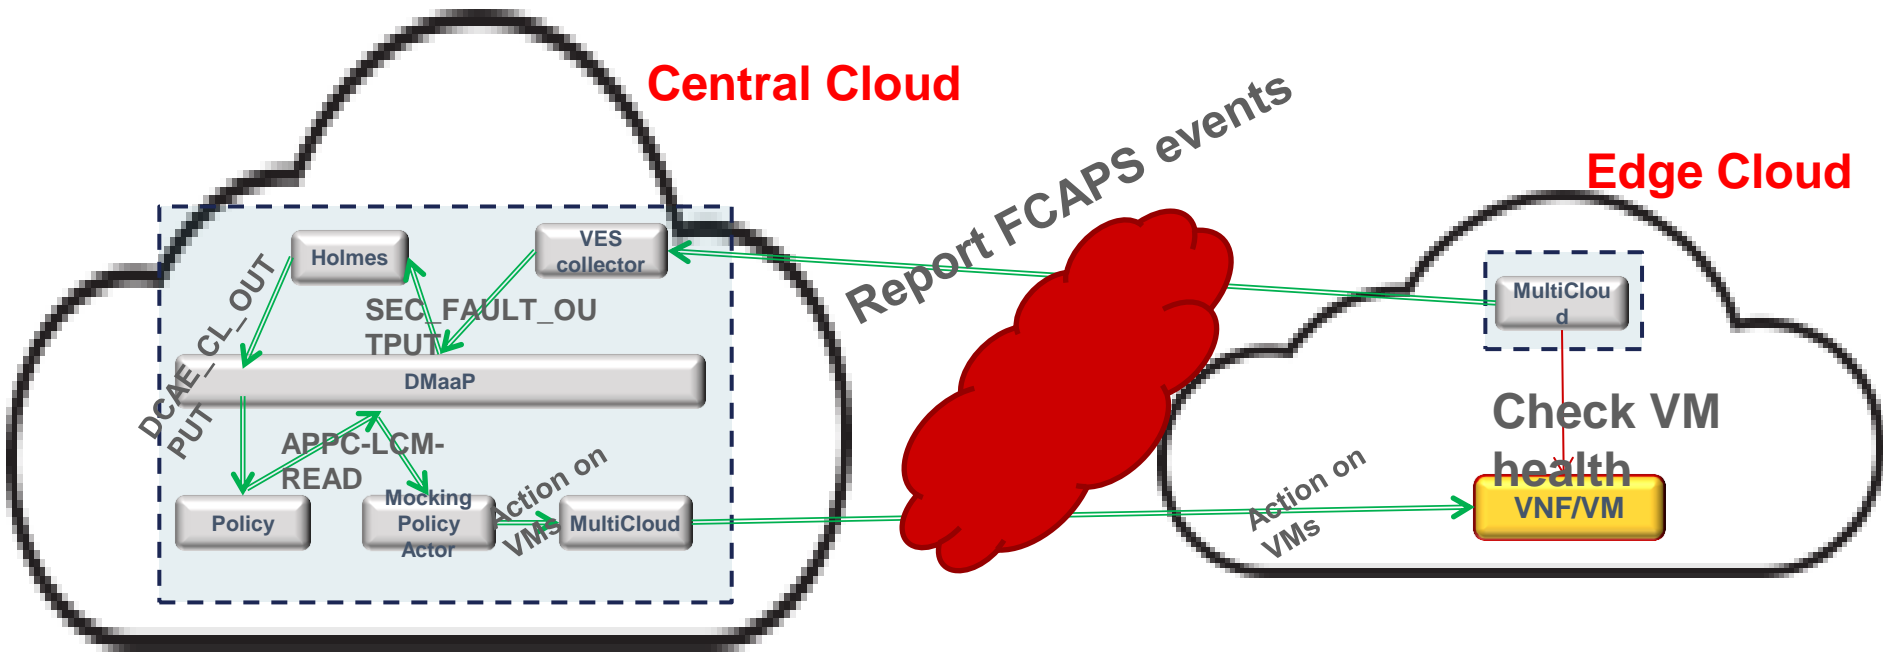 Central Cloud
Report FCAPS events
Edge Cloud
Holmes
VES
collector
MultiClou
d
DCAE_CL_OUT
PUT
SEC_FAULT_OU
TPUT
DMaaP
APPC-LCM-
READ
Check VM
health
Policy
Mocking
Policy
Actor
Action on
VMs
MultiCloud
Action on
VMs
VNF/VM